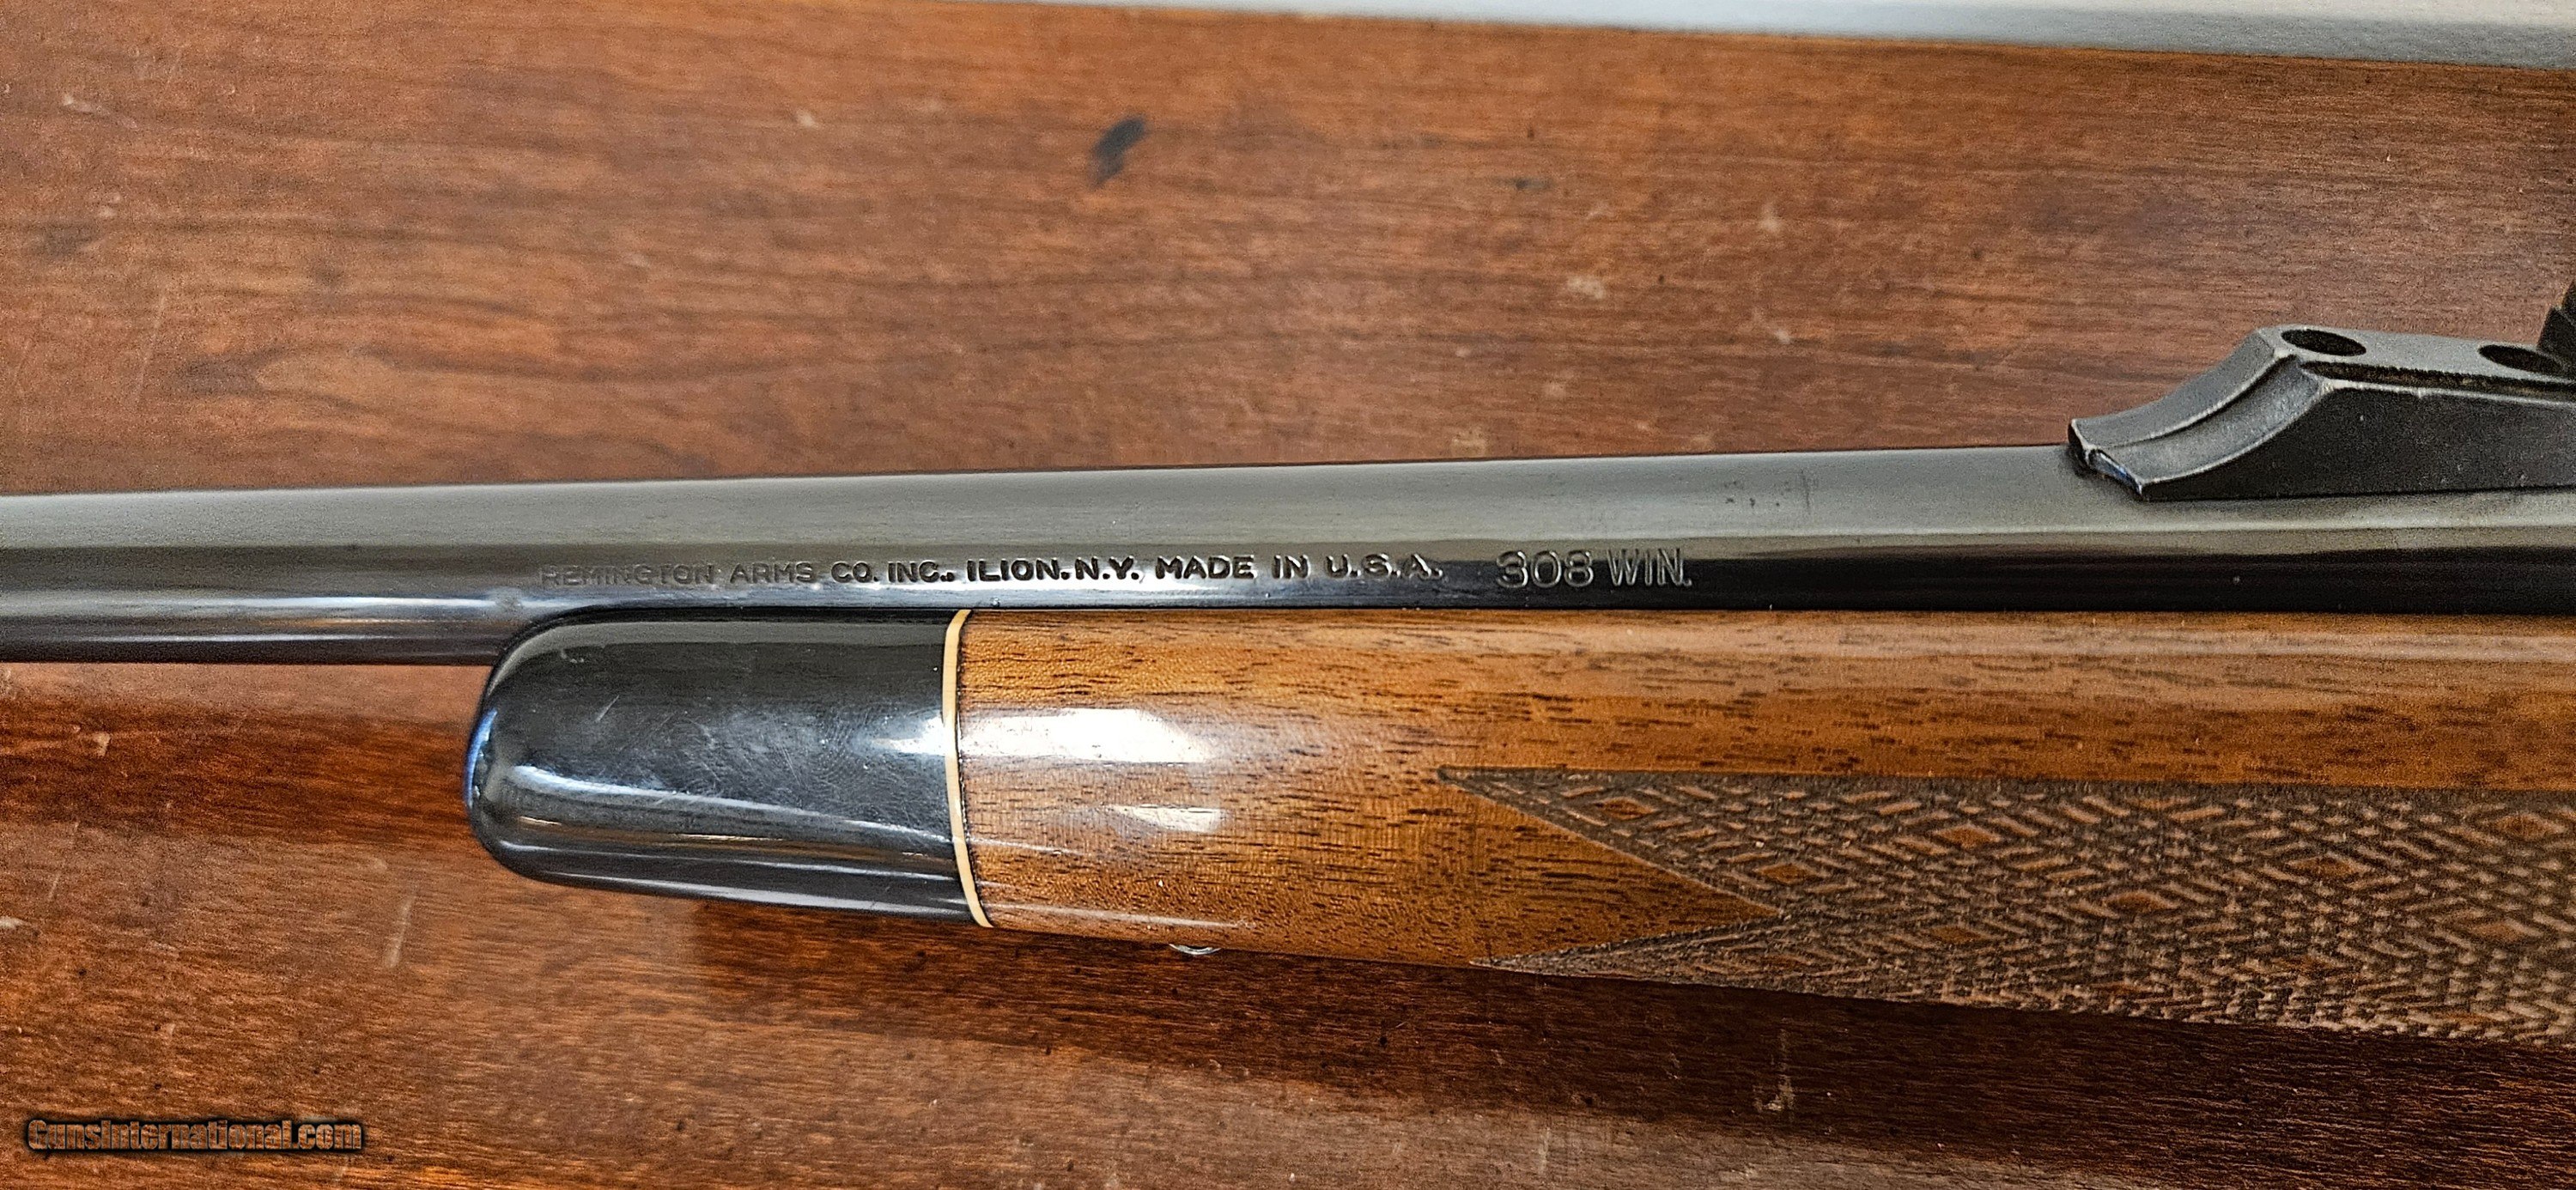 REMINGTON ARMS CO. INC., ILION, N.Y. MADE IN U.S.A. 308 WIN.
GunsInternational.com